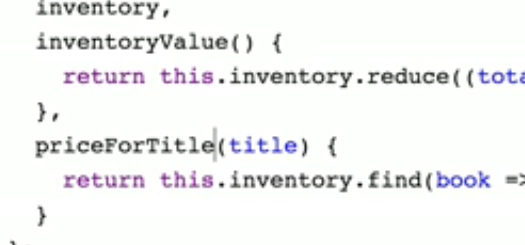 inventory,
inventoryValue() {
return this.inventory.reduce((tota
},
priceForTitle(title) {
return this.inventory.find(book =>
}